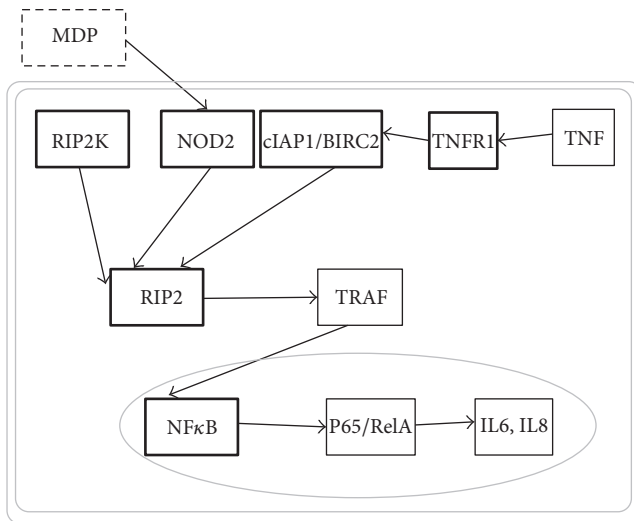 MDP
RIP2K
NOD2
cIAP1/BIRC2
TNFR1
TNF
RIP2
TRAF
NFκB
P65/RelA
IL6, IL8